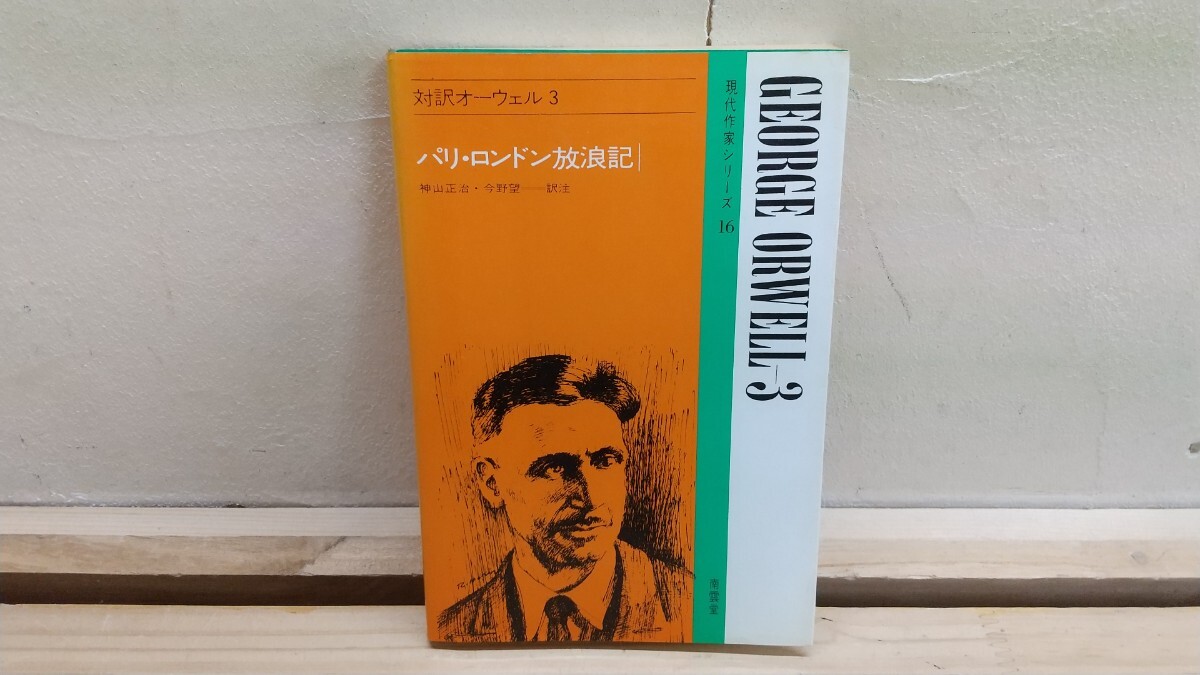 対訳オーウェル 3
パリ・ロンドン放浪記
神山正治・今野望──訳注
現代作家シリーズ 16
GEORGE ORWELL-3
南雲堂